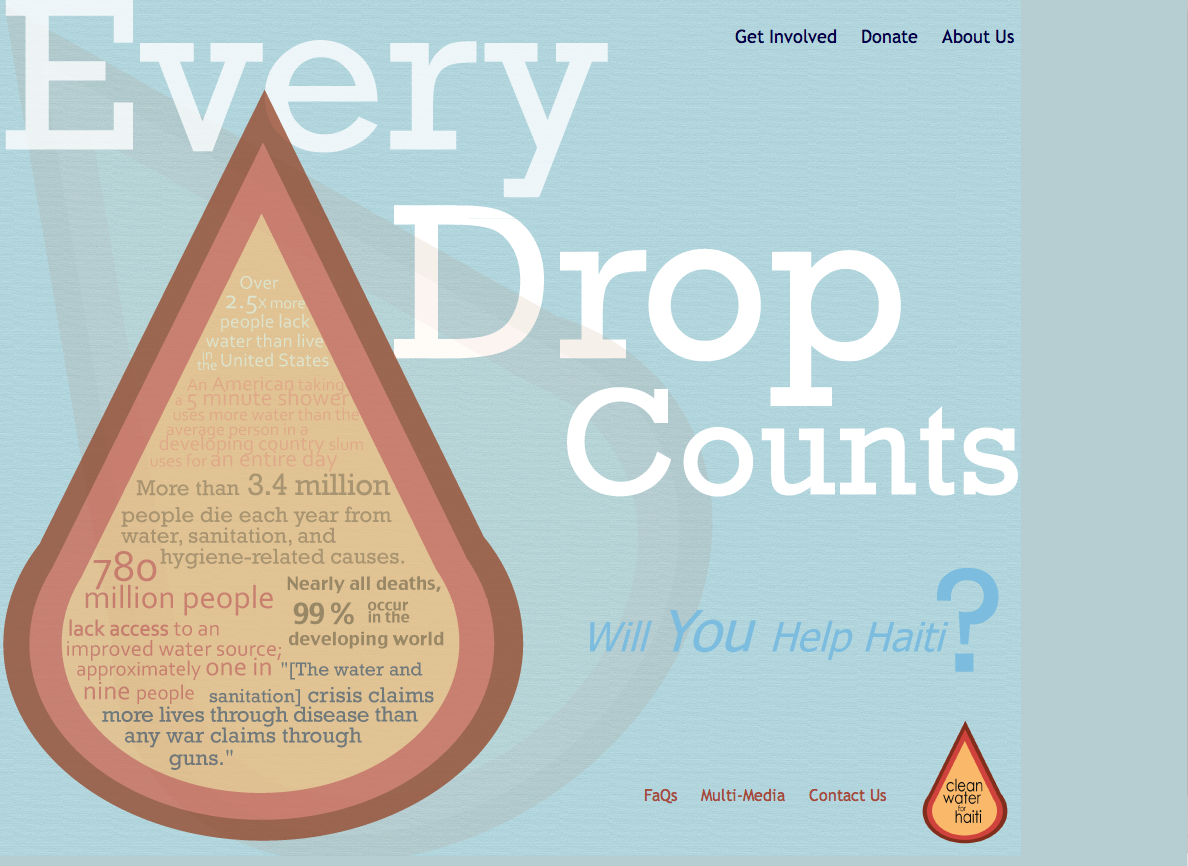 Every
Get Involved Donate About Us
Drop
Counts
Over
2.5x more
people lack
water than live
in the United States
An American taking
a 5 minute shower
uses more water than the
average person in a
developing country slum
uses for an entire day
More than 3.4 million
people die each year from
water, sanitation, and
hygiene-related causes.
780
million people
lack access to an
improved water source;
approximately one in
nine people
Nearly all deaths,
99 % occur in the
developing world
"[The water and
sanitation] crisis claims
more lives through disease than
any war claims through
guns."
Will You Help Haiti?
FaQs Multi-Media Contact Us
clean
water
for
haiti